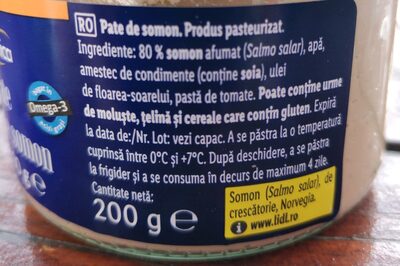 RO Pate de somon. Produs pasteurizat.
Ingrediente: 80 % somon afumat (Salmo salar), apă,
amestec de condimente (conține soia), ulei
de floarea-soarelui, pastă de tomate. Poate conține urme
de moluște, țelină și cereale care conțin gluten. Expiră
la data de:/Nr. Lot: vezi capac. A se păstra la o temperatură
cuprinsă între 0°C și +7°C. După deschidere, a se păstra
la frigider și a se consuma în decurs de maximum 4 zile.
Cantitate netă:
200 g ℮
Somon (Salmo salar), de
crescătorie, Norvegia.
i www.lidl.ro
Omega-3
somon
g ℮